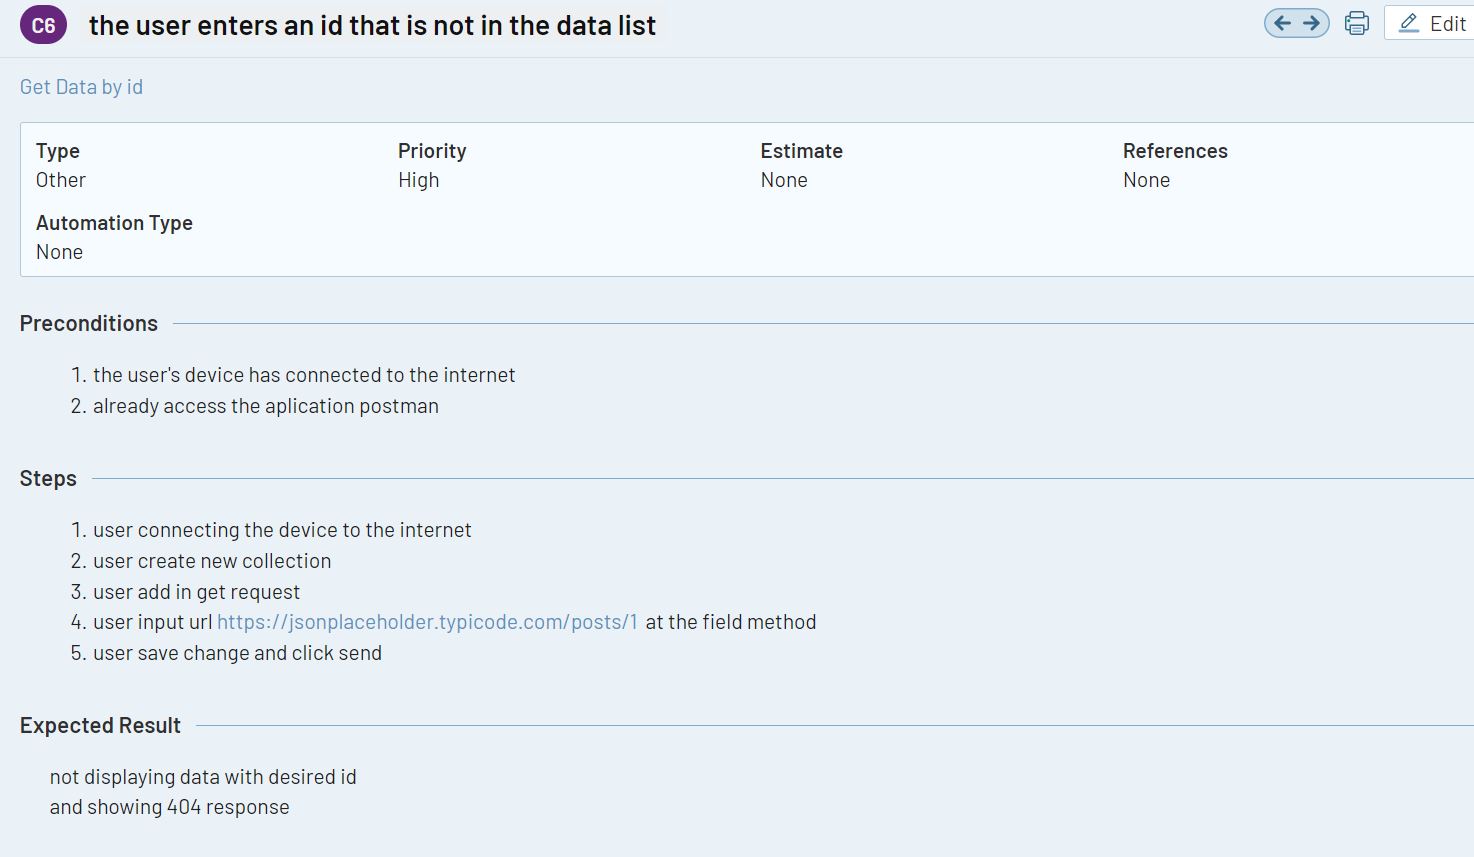 C6 the user enters an id that is not in the data list
Edit
Get Data by id
Type Priority Estimate References
Other High None None
Automation Type
None
Preconditions
1. the user's device has connected to the internet
2. already access the aplication postman
Steps
1. user connecting the device to the internet
2. user create new collection
3. user add in get request
4. user input url https://jsonplaceholder.typicode.com/posts/1 at the field method
5. user save change and click send
Expected Result
not displaying data with desired id
and showing 404 response